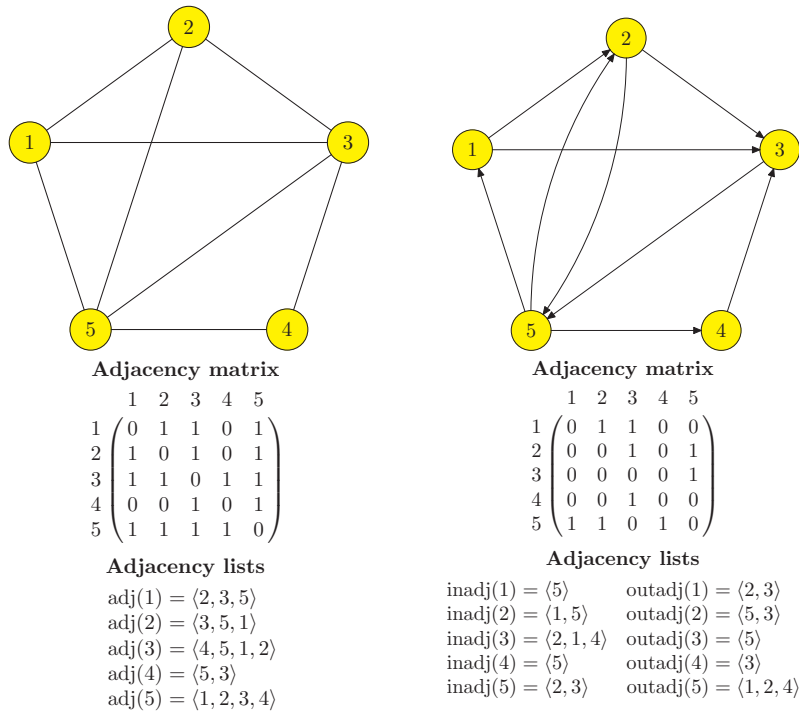 2
1
3
5
4
Adjacency matrix
1 2 3 4 5
1 0 1 1 0 1
2 1 0 1 0 1
3 1 1 0 1 1
4 0 0 1 0 1
5 1 1 1 1 0
Adjacency lists
adj(1) = ⟨2, 3, 5⟩
adj(2) = ⟨3, 5, 1⟩
adj(3) = ⟨4, 5, 1, 2⟩
adj(4) = ⟨5, 3⟩
adj(5) = ⟨1, 2, 3, 4⟩
2
1
3
5
4
Adjacency matrix
1 2 3 4 5
1 0 1 1 0 0
2 0 0 1 0 1
3 0 0 0 0 1
4 0 0 1 0 0
5 1 1 0 1 0
Adjacency lists
inadj(1) = ⟨5⟩ outadj(1) = ⟨2, 3⟩
inadj(2) = ⟨1, 5⟩ outadj(2) = ⟨5, 3⟩
inadj(3) = ⟨2, 1, 4⟩ outadj(3) = ⟨5⟩
inadj(4) = ⟨5⟩ outadj(4) = ⟨3⟩
inadj(5) = ⟨2, 3⟩ outadj(5) = ⟨1, 2, 4⟩